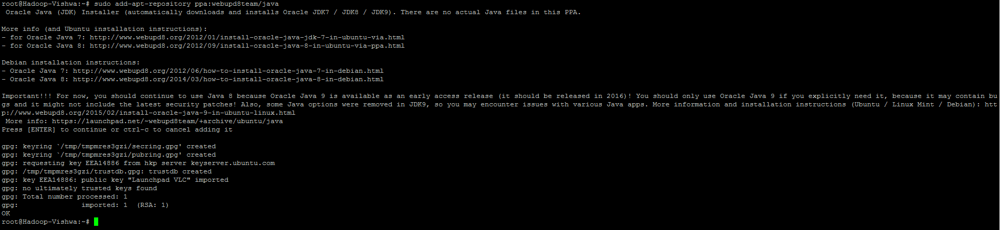 root@Hadoop-Vishwa:~# sudo add-apt-repository ppa:webupd8team/java
 Oracle Java (JDK) Installer (automatically downloads and installs Oracle JDK7 / JDK8 / JDK9). There are no actual Java files in this PPA.
More info (and Ubuntu installation instructions):
- for Oracle Java 7: http://www.webupd8.org/2012/01/install-oracle-java-jdk-7-in-ubuntu-via.html
- for Oracle Java 8: http://www.webupd8.org/2012/09/install-oracle-java-8-in-ubuntu-via-ppa.html
Debian installation instructions:
- Oracle Java 7: http://www.webupd8.org/2012/06/how-to-install-oracle-java-7-in-debian.html
- Oracle Java 8: http://www.webupd8.org/2014/03/how-to-install-oracle-java-8-in-debian.html
Important!!! For now, you should continue to use Java 8 because Oracle Java 9 is available as an early access release (it should be released in 2016)! You should only use Oracle Java 9 if you explicitly need it, because it may contain bu
gs and it might not include the latest security patches! Also, some Java options were removed in JDK9, so you may encounter issues with various Java apps. More information and installation instructions (Ubuntu / Linux Mint / Debian): htt
p://www.webupd8.org/2015/02/install-oracle-java-9-in-ubuntu-linux.html
 More info: https://launchpad.net/~webupd8team/+archive/ubuntu/java
Press [ENTER] to continue or ctrl-c to cancel adding it
gpg: keyring `/tmp/tmpmres3gzi/secring.gpg' created
gpg: keyring `/tmp/tmpmres3gzi/pubring.gpg' created
gpg: requesting key EEA14886 from hkp server keyserver.ubuntu.com
gpg: /tmp/tmpmres3gzi/trustdb.gpg: trustdb created
gpg: key EEA14886: public key "Launchpad VLC" imported
gpg: no ultimately trusted keys found
gpg: Total number processed: 1
gpg:               imported: 1  (RSA: 1)
OK
root@Hadoop-Vishwa:~#